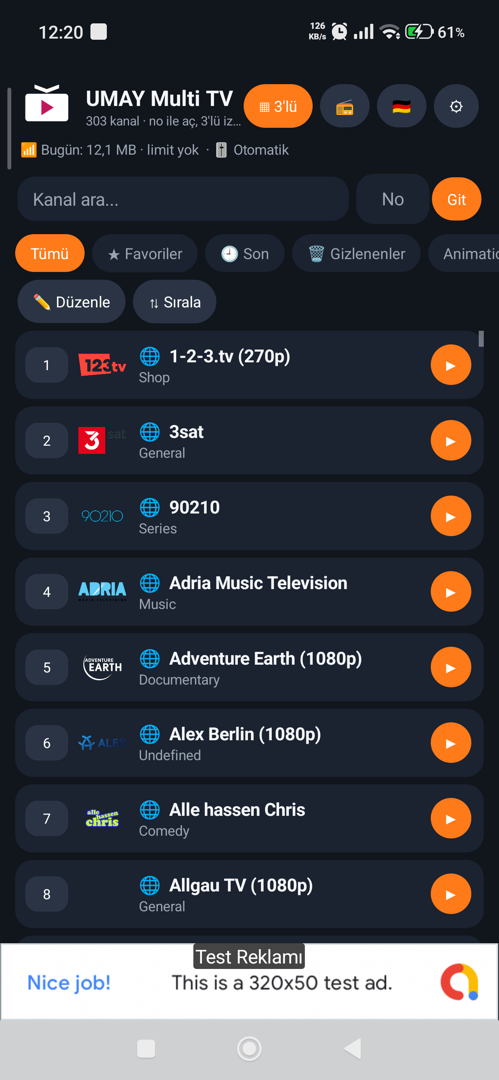 12:20
126
KB/s
61%
UMAY Multi TV
303 kanal · no ile aç, 3'lü iz...
3'lü
Bugün: 12,1 MB · limit yok · Otomatik
Kanal ara...
No
Git
Tümü
★ Favoriler
Son
Gizlenenler
Animatic
Düzenle
↑↓ Sırala
1
123tv
1-2-3.tv (270p)
Shop
2
3sat
3sat
General
3
90210
90210
Series
4
ADRIA
Adria Music Television
Music
5
ADVENTURE
EARTH
Adventure Earth (1080p)
Documentary
6
ALEX
Alex Berlin (1080p)
Undefined
7
alle
hassen
chris
Alle hassen Chris
Comedy
8
Allgau TV (1080p)
General
Test Reklamı
Nice job!
This is a 320x50 test ad.